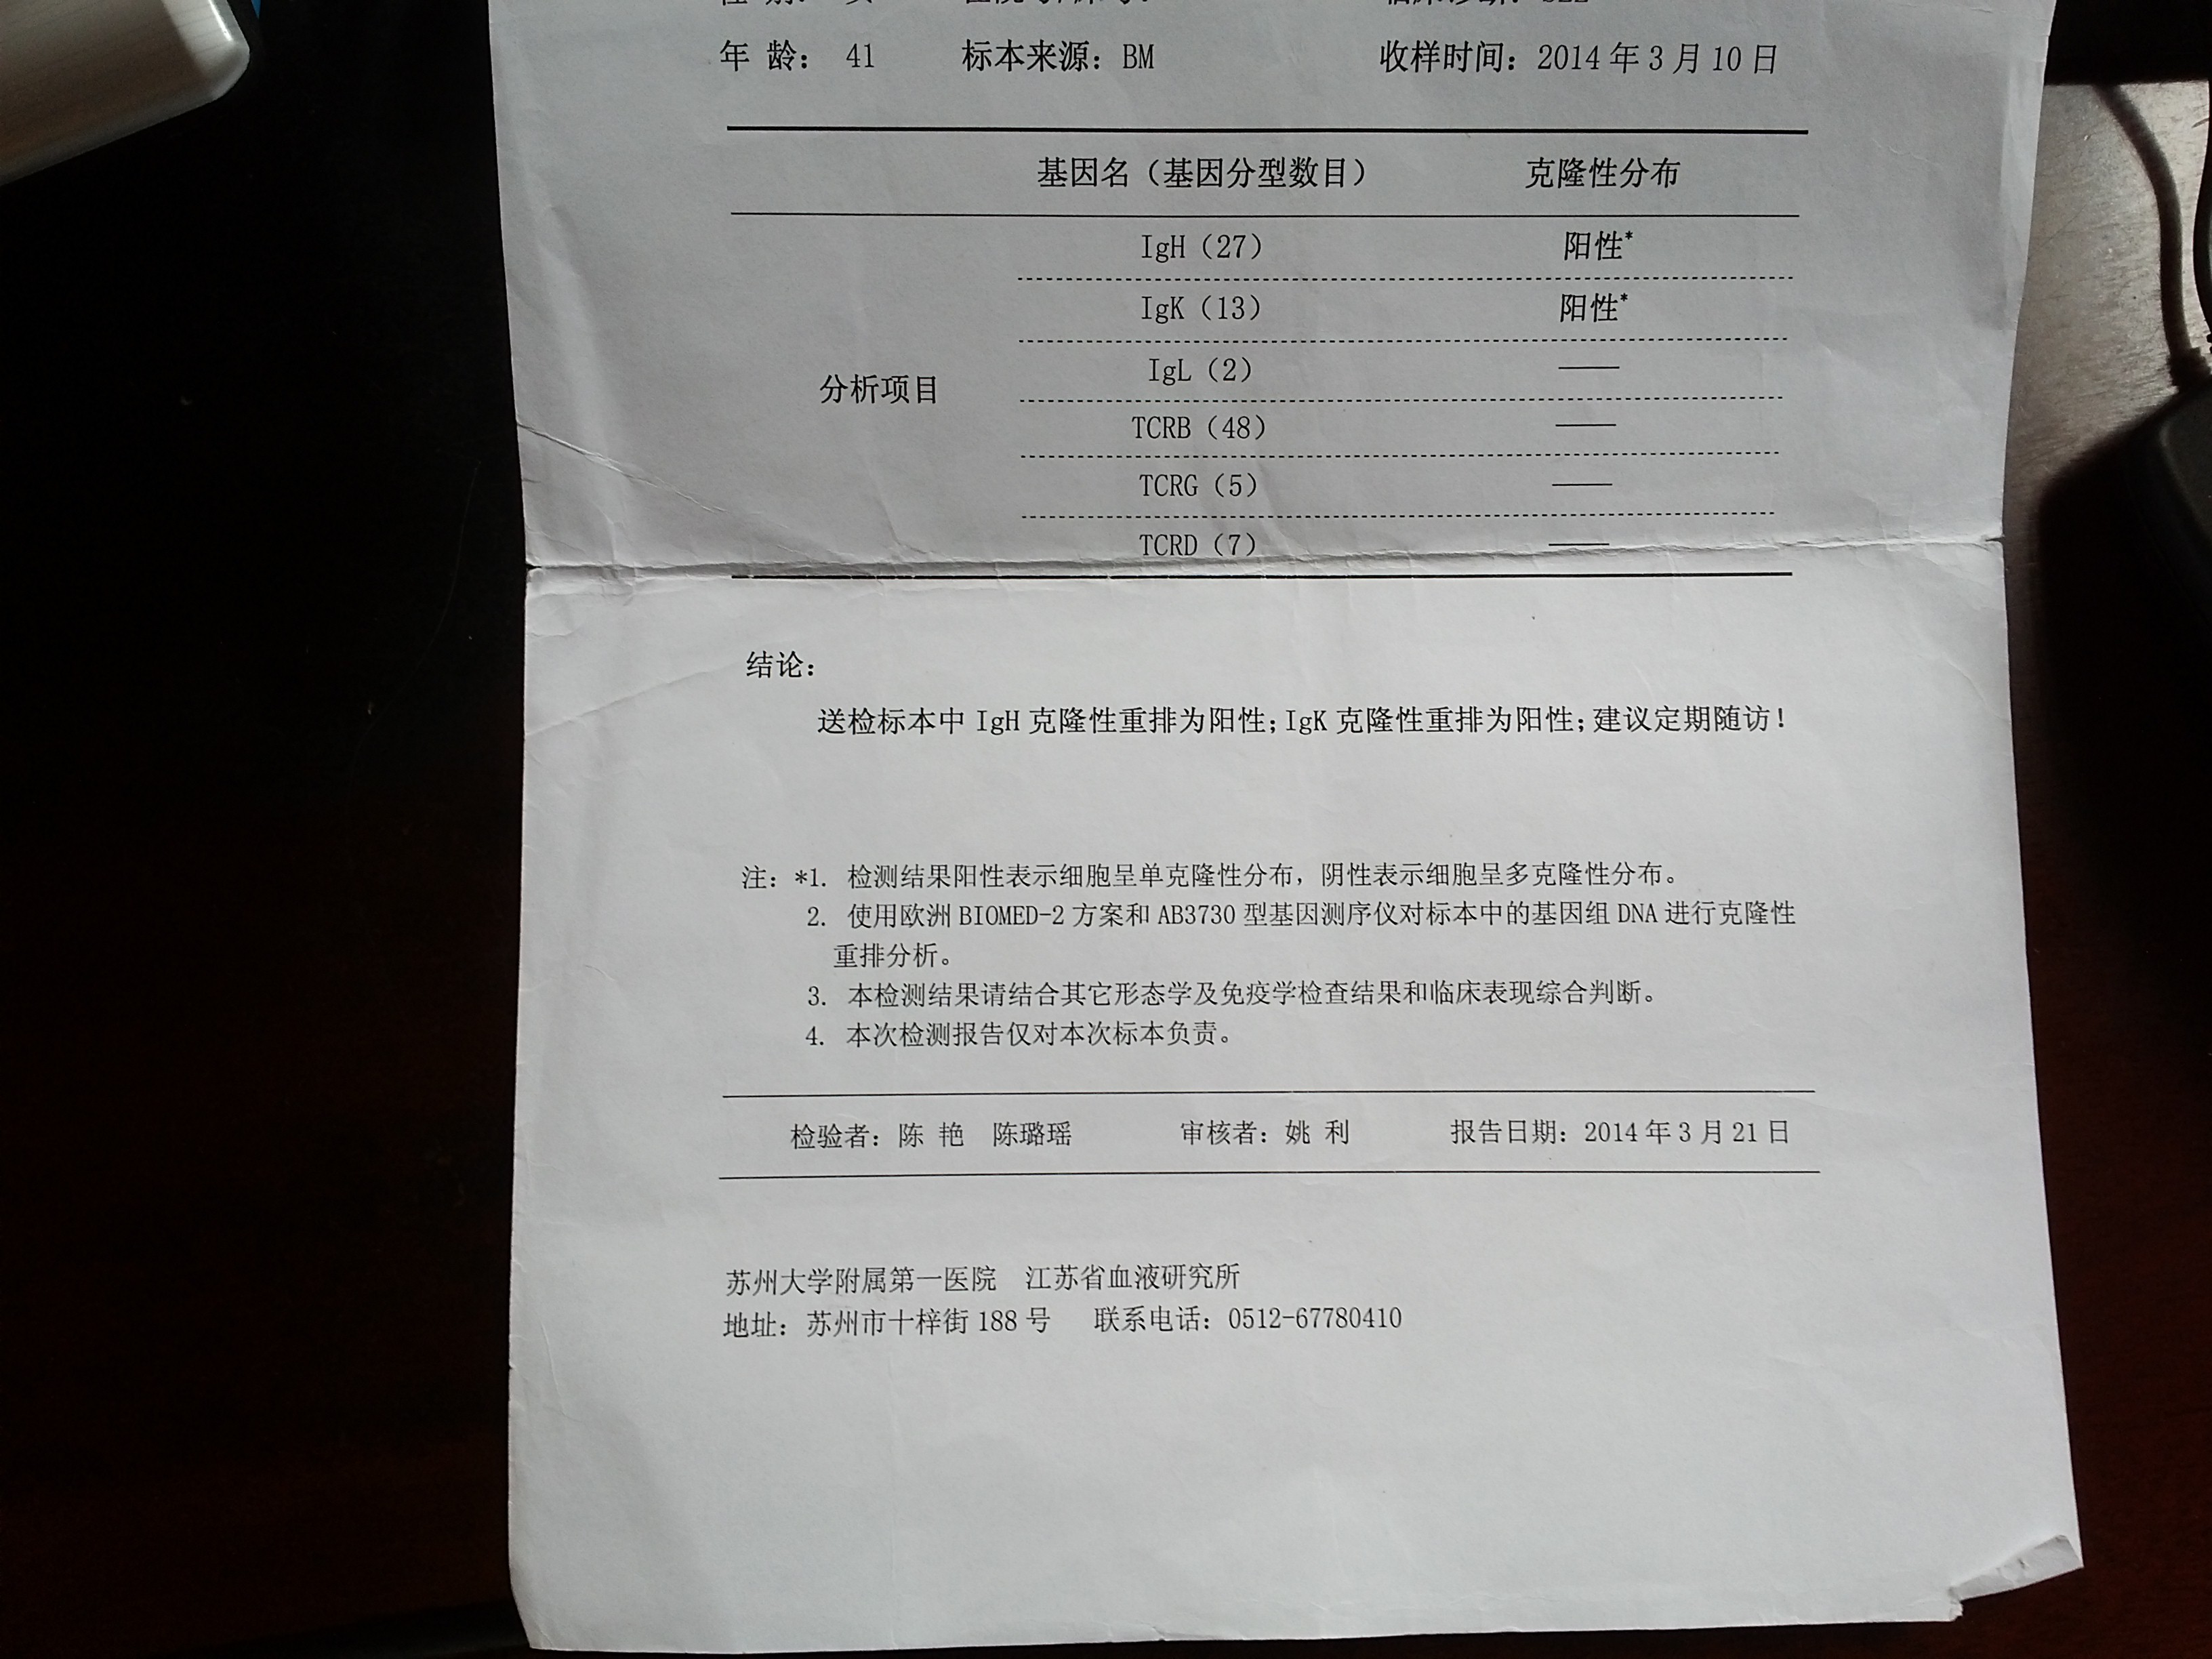 年 龄： 41 标本来源：BM 收样时间：2014 年 3 月 10 日
基因名（基因分型数目） 克隆性分布
IgH（27） 阳性*
IgK（13） 阳性*
IgL（2） ——
分析项目
TCRB（48） ——
TCRG（5） ——
TCRD（7） ——
结论：
送检标本中 IgH 克隆性重排为阳性；IgK 克隆性重排为阳性；建议定期随访！
注：*1. 检测结果阳性表示细胞呈单克隆性分布，阴性表示细胞呈多克隆性分布。
2. 使用欧洲 BIOMED-2 方案和 AB3730 型基因测序仪对标本中的基因组 DNA 进行克隆性
重排分析。
3. 本检测结果请结合其它形态学及免疫学检查结果和临床表现综合判断。
4. 本次检测报告仅对本次标本负责。
检验者：陈 艳 陈璐瑶 审核者：姚 利 报告日期：2014 年 3 月 21 日
苏州大学附属第一医院 江苏省血液研究所
地址：苏州市十梓街 188 号 联系电话：0512-67780410